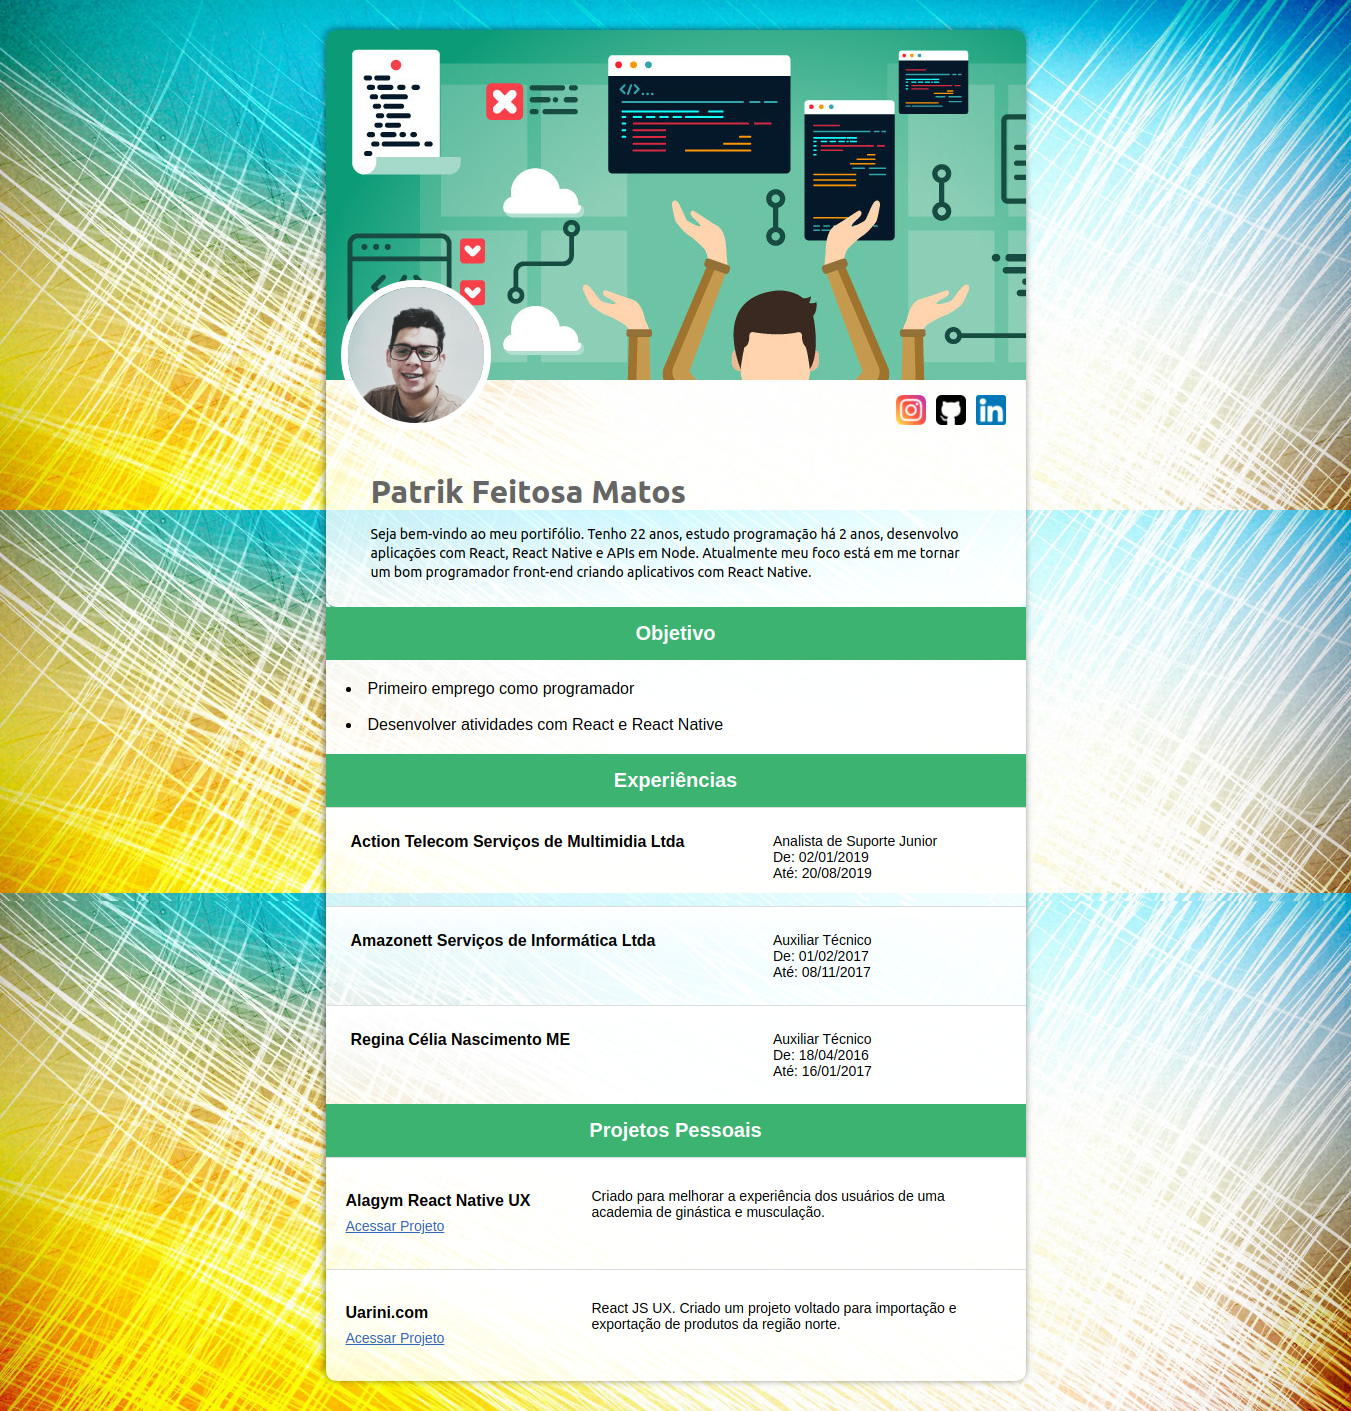 </>...
</>
Patrik Feitosa Matos
Seja bem-vindo ao meu portifólio. Tenho 22 anos, estudo programação há 2 anos, desenvolvo
aplicações com React, React Native e APIs em Node. Atualmente meu foco está em me tornar
um bom programador front-end criando aplicativos com React Native.
Objetivo
• Primeiro emprego como programador
• Desenvolver atividades com React e React Native
Experiências
Action Telecom Serviços de Multimidia Ltda
Analista de Suporte Junior
De: 02/01/2019
Até: 20/08/2019
Amazonett Serviços de Informática Ltda
Auxiliar Técnico
De: 01/02/2017
Até: 08/11/2017
Regina Célia Nascimento ME
Auxiliar Técnico
De: 18/04/2016
Até: 16/01/2017
Projetos Pessoais
Alagym React Native UX
Acessar Projeto
Criado para melhorar a experiência dos usuários de uma
academia de ginástica e musculação.
Uarini.com
Acessar Projeto
React JS UX. Criado um projeto voltado para importação e
exportação de produtos da região norte.